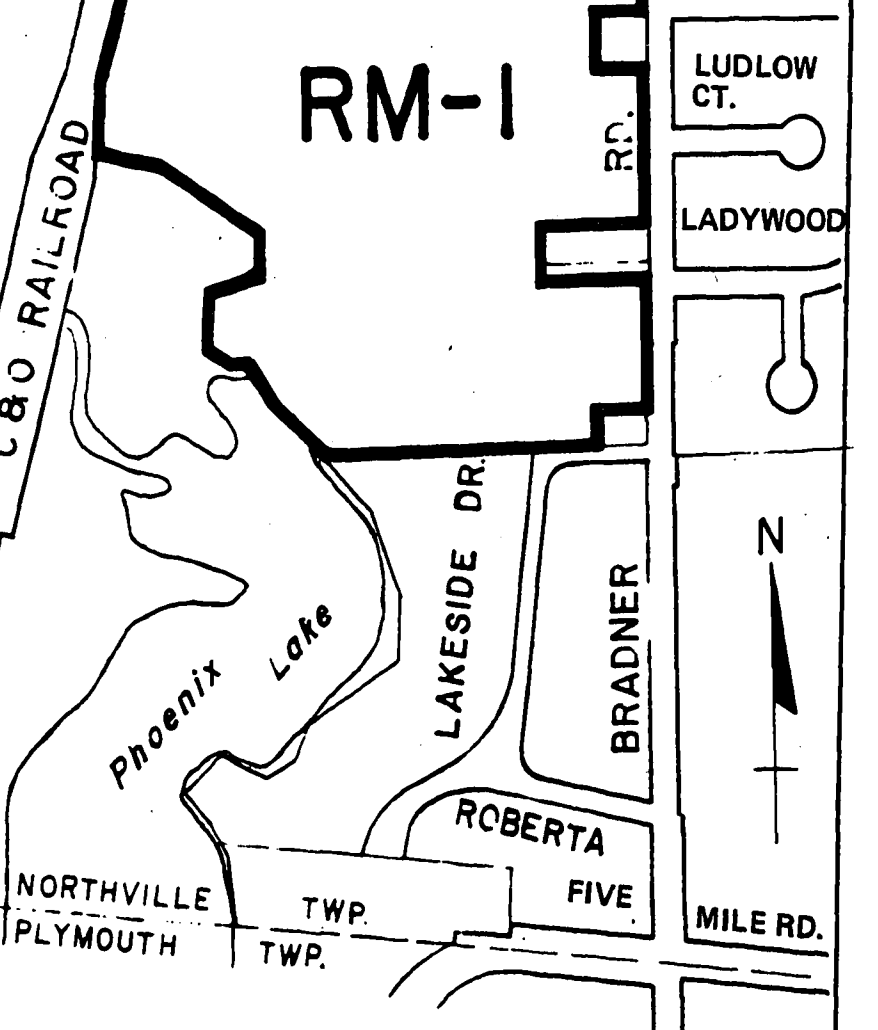 RM-1
LUDLOW
CT.
RD.
LADYWOOD
C&O RAILROAD
LAKESIDE DR.
N
BRADNER
Phoenix Lake
ROBERTA
NORTHVILLE TWP.
FIVE MILE RD.
PLYMOUTH TWP.